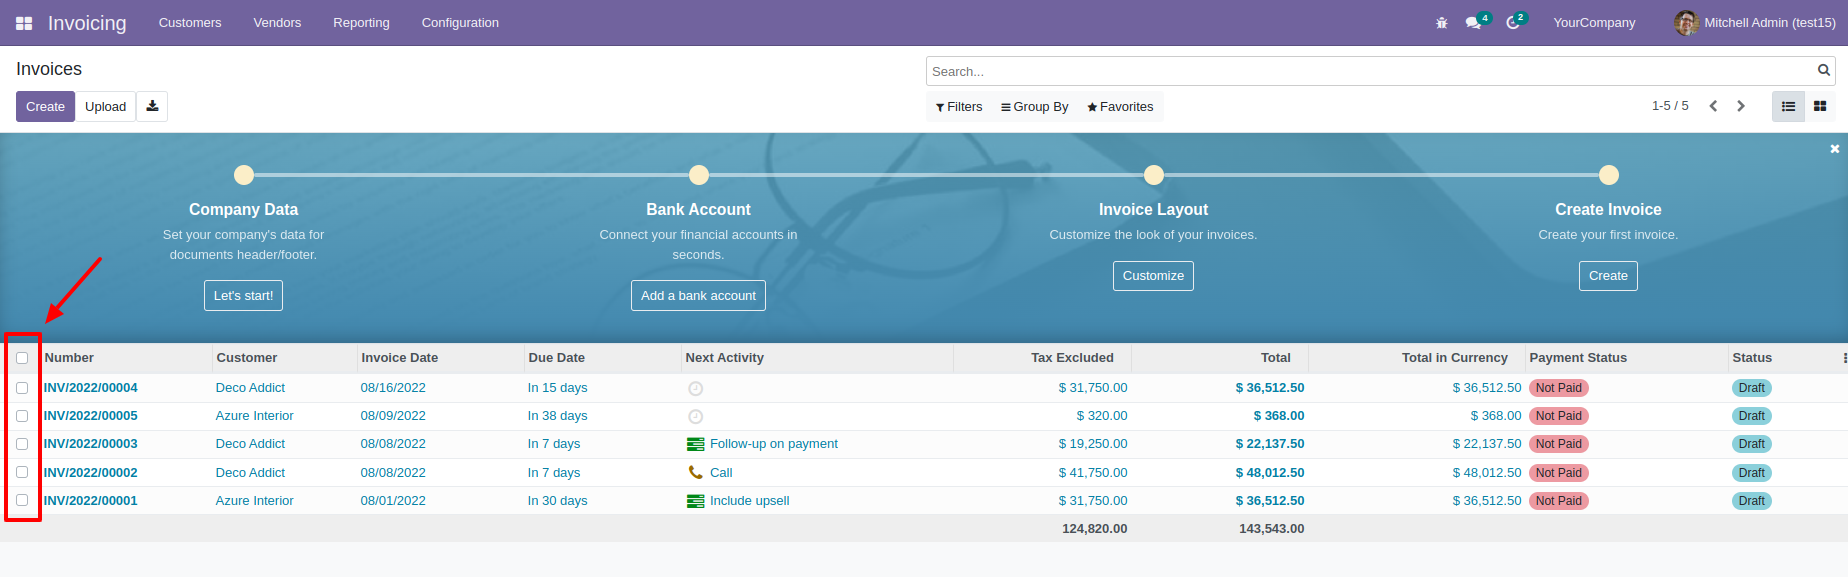 Invoicing Customers Vendors Reporting Configuration 4 2 YourCompany Mitchell Admin (test15)
Invoices
Search...
Create Upload
Filters Group By Favorites 1-5 / 5
Company Data
Set your company's data for
documents header/footer.
Let's start!
Bank Account
Connect your financial accounts in
seconds.
Add a bank account
Invoice Layout
Customize the look of your invoices.
Customize
Create Invoice
Create your first invoice.
Create
Number Customer Invoice Date Due Date Next Activity Tax Excluded Total Total in Currency Payment Status Status
INV/2022/00004 Deco Addict 08/16/2022 In 15 days $ 31,750.00 $ 36,512.50 $ 36,512.50 Not Paid Draft
INV/2022/00005 Azure Interior 08/09/2022 In 38 days $ 320.00 $ 368.00 $ 368.00 Not Paid Draft
INV/2022/00003 Deco Addict 08/08/2022 In 7 days Follow-up on payment $ 19,250.00 $ 22,137.50 $ 22,137.50 Not Paid Draft
INV/2022/00002 Deco Addict 08/08/2022 In 7 days Call $ 41,750.00 $ 48,012.50 $ 48,012.50 Not Paid Draft
INV/2022/00001 Azure Interior 08/01/2022 In 30 days Include upsell $ 31,750.00 $ 36,512.50 $ 36,512.50 Not Paid Draft
124,820.00 143,543.00